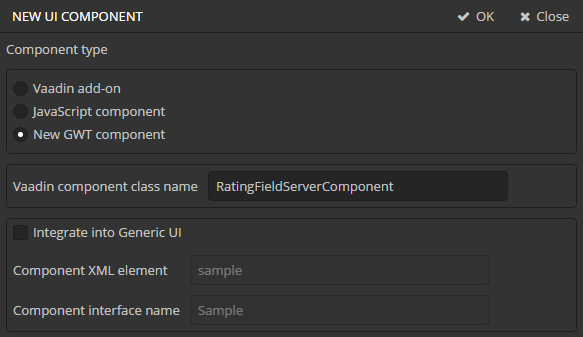 NEW UI COMPONENT OK Close
Component type
Vaadin add-on
JavaScript component
New GWT component
Vaadin component class name RatingFieldServerComponent
Integrate into Generic UI
Component XML element sample
Component interface name Sample